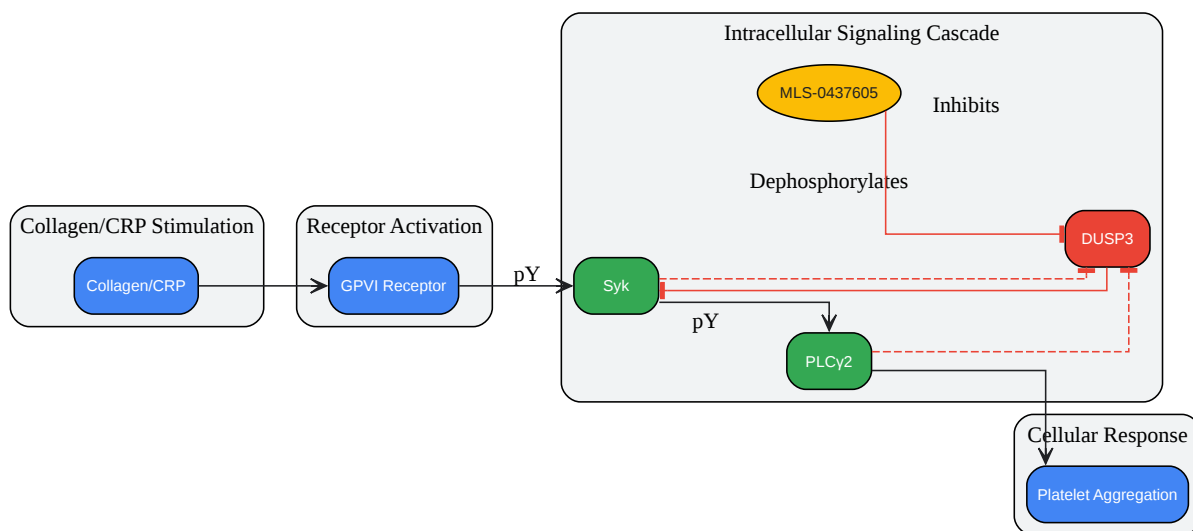 Intracellular Signaling Cascade
MLS-0437605
Inhibits
Dephosphorylates
Collagen/CRP Stimulation
Receptor Activation
DUSP3
Collagen/CRP
GPVI Receptor
pY
Syk
pY
PLCγ2
Cellular Response
Platelet Aggregation